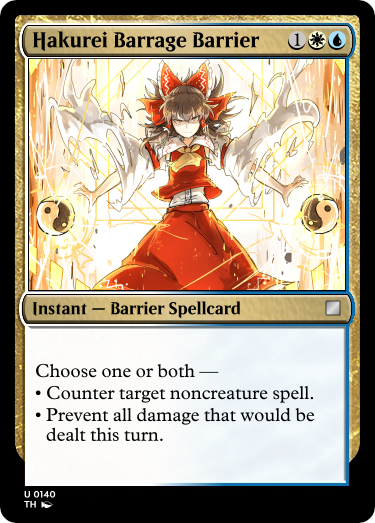 Hakurei Barrage Barrier 1
Instant — Barrier Spellcard
Choose one or both —
• Counter target noncreature spell.
• Prevent all damage that would be
dealt this turn.
U 0140
TH